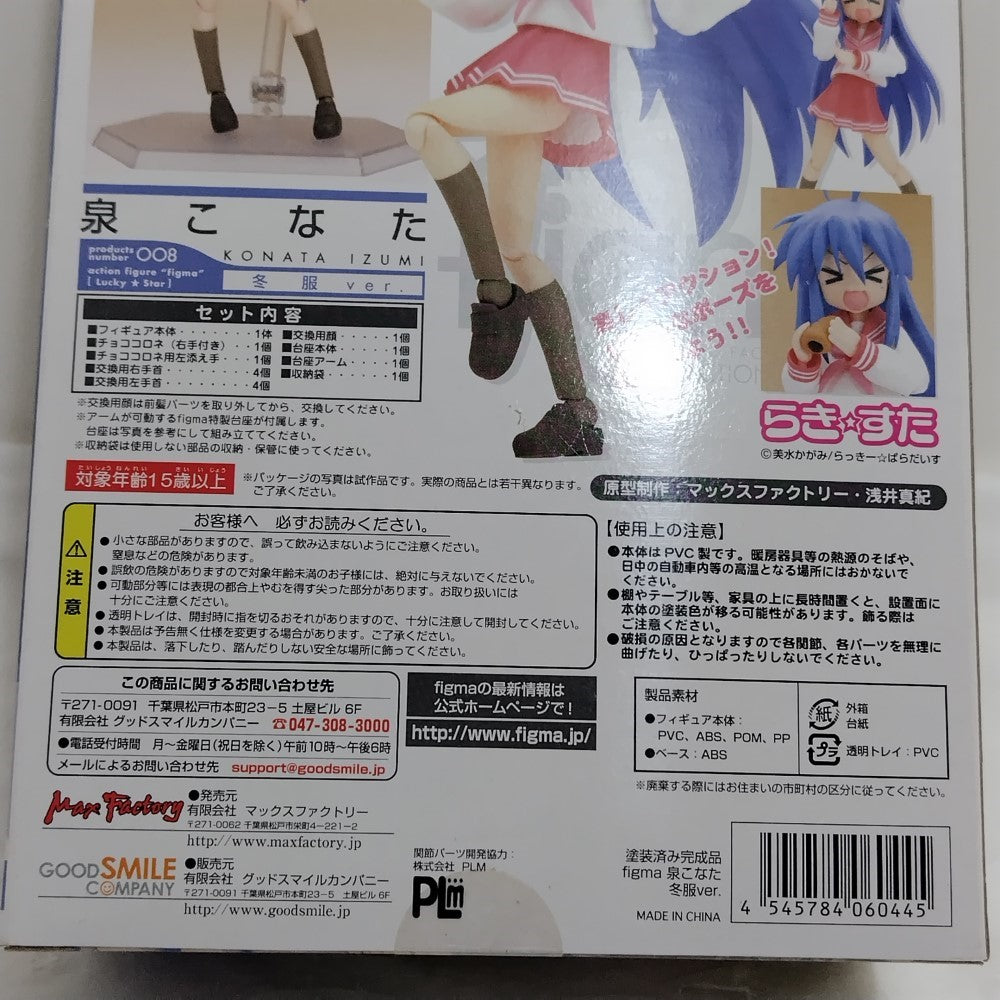 泉こなた
products number 008
KONATA IZUMI
action figure "figma"
[ Lucky ★ Star ]
冬服 ver.
セット内容
■フィギュア本体・・・・・・・1体
■チョココロネ（右手付き）・1個
■チョココロネ用左添え手・・・1個
■交換用右手首・・・・・・・・4個
■交換用左手首・・・・・・・・4個
■交換用顔・・・・・・・1個
■台座本体・・・・・・・1個
■台座アーム・・・・・・1個
■収納袋・・・・・・・・1個
※交換用顔は前髪パーツを取り外してから、交換してください。
※アームが可動するfigma特製台座が付属します。
台座は写真を参考にして組み立ててください。
※収納袋は使用しない部品の収納・保管に使ってください。
クション！
ポーズを
よう!!
らき☆すた
©美水かがみ/らっきー☆ぱらだいす
たいしょうねんれい さいいじょう
対象年齢15歳以上
※パッケージの写真は試作品です。実際の商品とは若干異なります。
ご了承ください。
原型制作・マックスファクトリー・浅井真紀
注意
お客様へ 必ずお読みください。
●小さな部品がありますので、誤って飲み込まないようにご注意ください。
窒息などの危険があります。
●誤飲の危険がありますので対象年齢未満のお子様には、絶対に与えないでください。
●可動部分等には表現の都合上やむを得ず尖った部分があります。お取り扱いには
十分にご注意ください。
●透明トレイは、開封時に指を切るおそれがありますので、十分に注意して開封してください。
●本製品は予告無く仕様を変更する場合があります。ご了承ください。
●本製品は、落下したり、踏んだりしない安全な場所に飾ってください。
【使用上の注意】
●本体はPVC製です。暖房器具等の熱源のそばや、
日中の自動車内等の高温となる場所にはおかないで
ください。
●棚やテーブル等、家具の上に長時間置くと、設置面に
本体の塗装色が移る可能性があります。飾る際は
ご注意ください。
●破損の原因となりますので各関節、各パーツを無理に
曲げたり、ひっぱったりしないでください。
この商品に関するお問い合わせ先
〒271-0091 千葉県松戸市本町23-5 土屋ビル 6F
有限会社 グッドスマイルカンパニー ☎047-308-3000
●電話受付時間 月〜金曜日(祝日を除く)午前10時〜午後6時
メールによるお問い合わせ先 support@goodsmile.jp
figmaの最新情報は
公式ホームページで！
http://www.figma.jp/
製品素材
●フィギュア本体：
PVC, ABS, POM, PP
●ベース：ABS
紙
外箱
台紙
プラ
透明トレイ：PVC
※廃棄する際にはお住まいの市町村の区分に従ってください。
Max Factory
●発売元
有限会社 マックスファクトリー
〒271-0062 千葉県松戸市栄町4-221-2
http://www.maxfactory.jp
GOOD SMILE COMPANY
●販売元
有限会社 グッドスマイルカンパニー
〒271-0091 千葉県松戸市本町23-5 土屋ビル 6F
http://www.goodsmile.jp
関節パーツ開発協力：
株式会社 PLM
PLM
塗装済み完成品
figma 泉こなた
冬服ver.
MADE IN CHINA
4 545784 060445